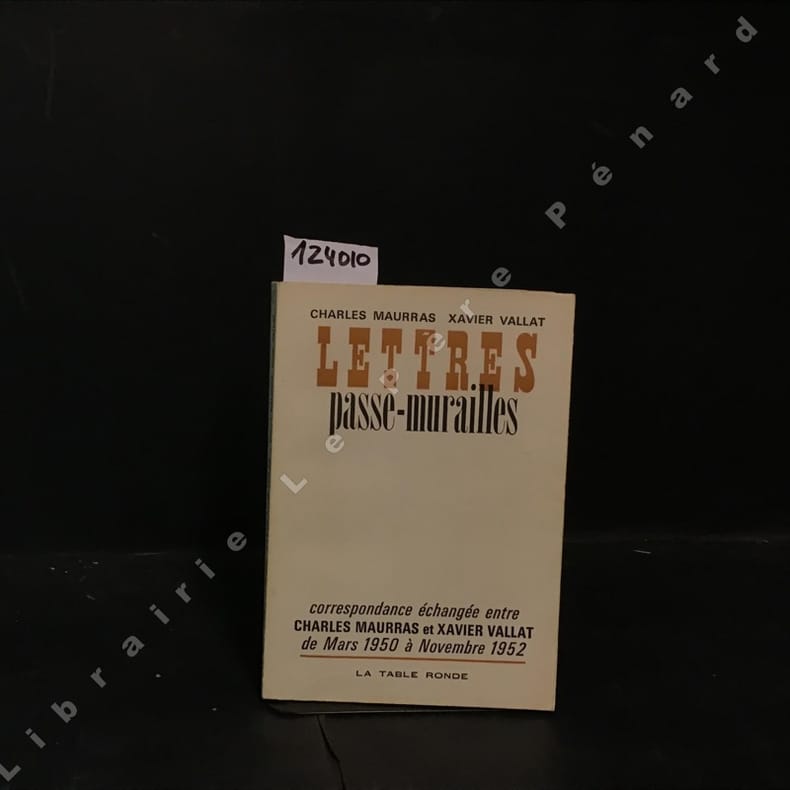 124010
CHARLES MAURRAS XAVIER VALLAT
LETTRES
passe-murailles
correspondance échangée entre
CHARLES MAURRAS et XAVIER VALLAT
de Mars 1950 à Novembre 1952
LA TABLE RONDE
Librairie Le Père Pénard